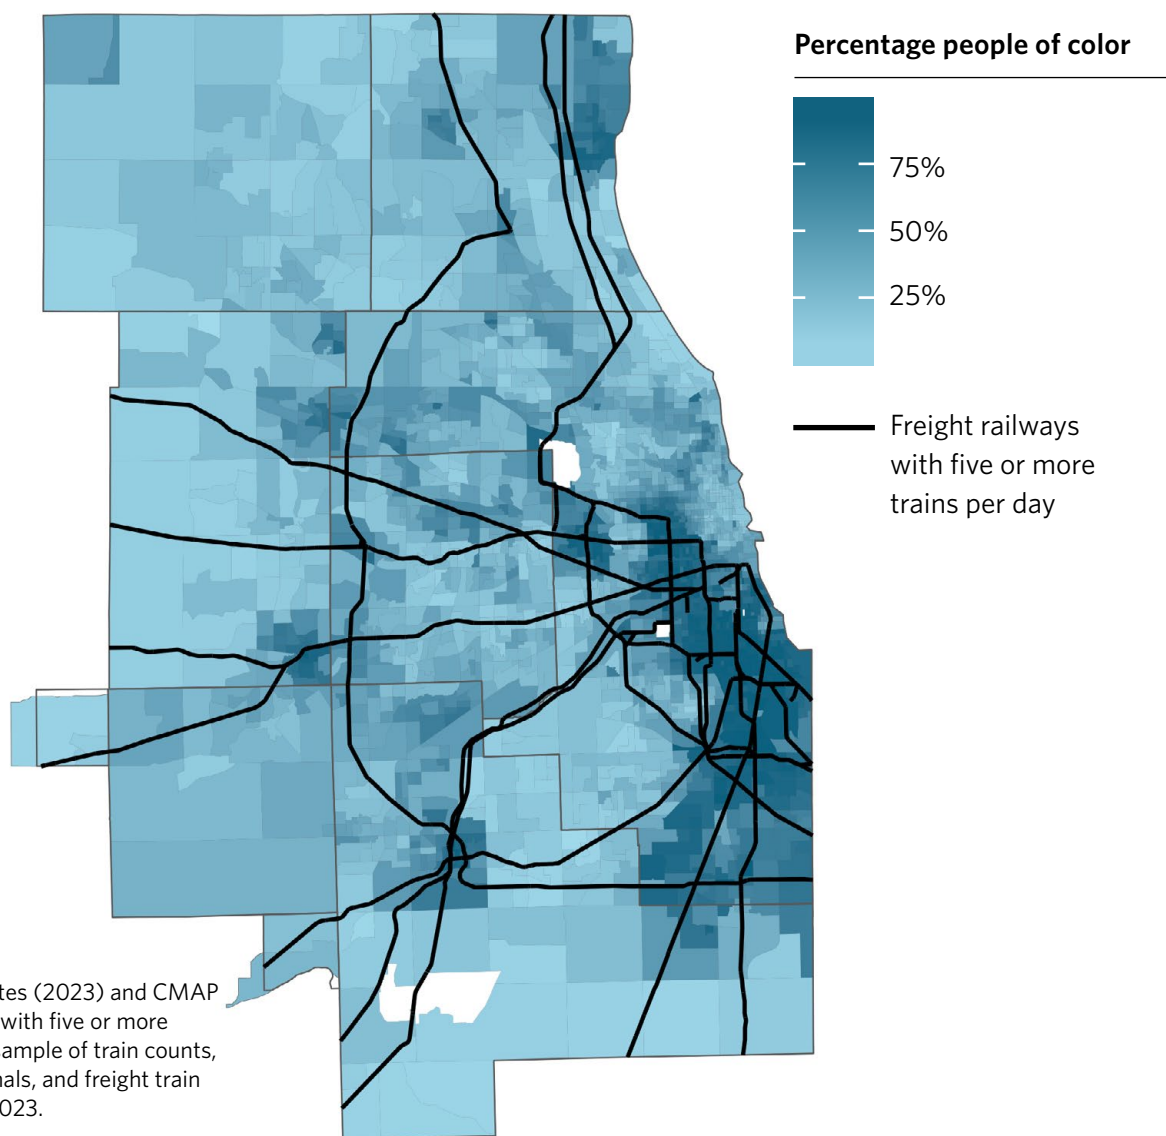 Percentage people of color
75%
50%
25%
Freight railways
with five or more
trains per day
tes (2023) and CMAP
with five or more
ample of train counts,
nals, and freight train
023.